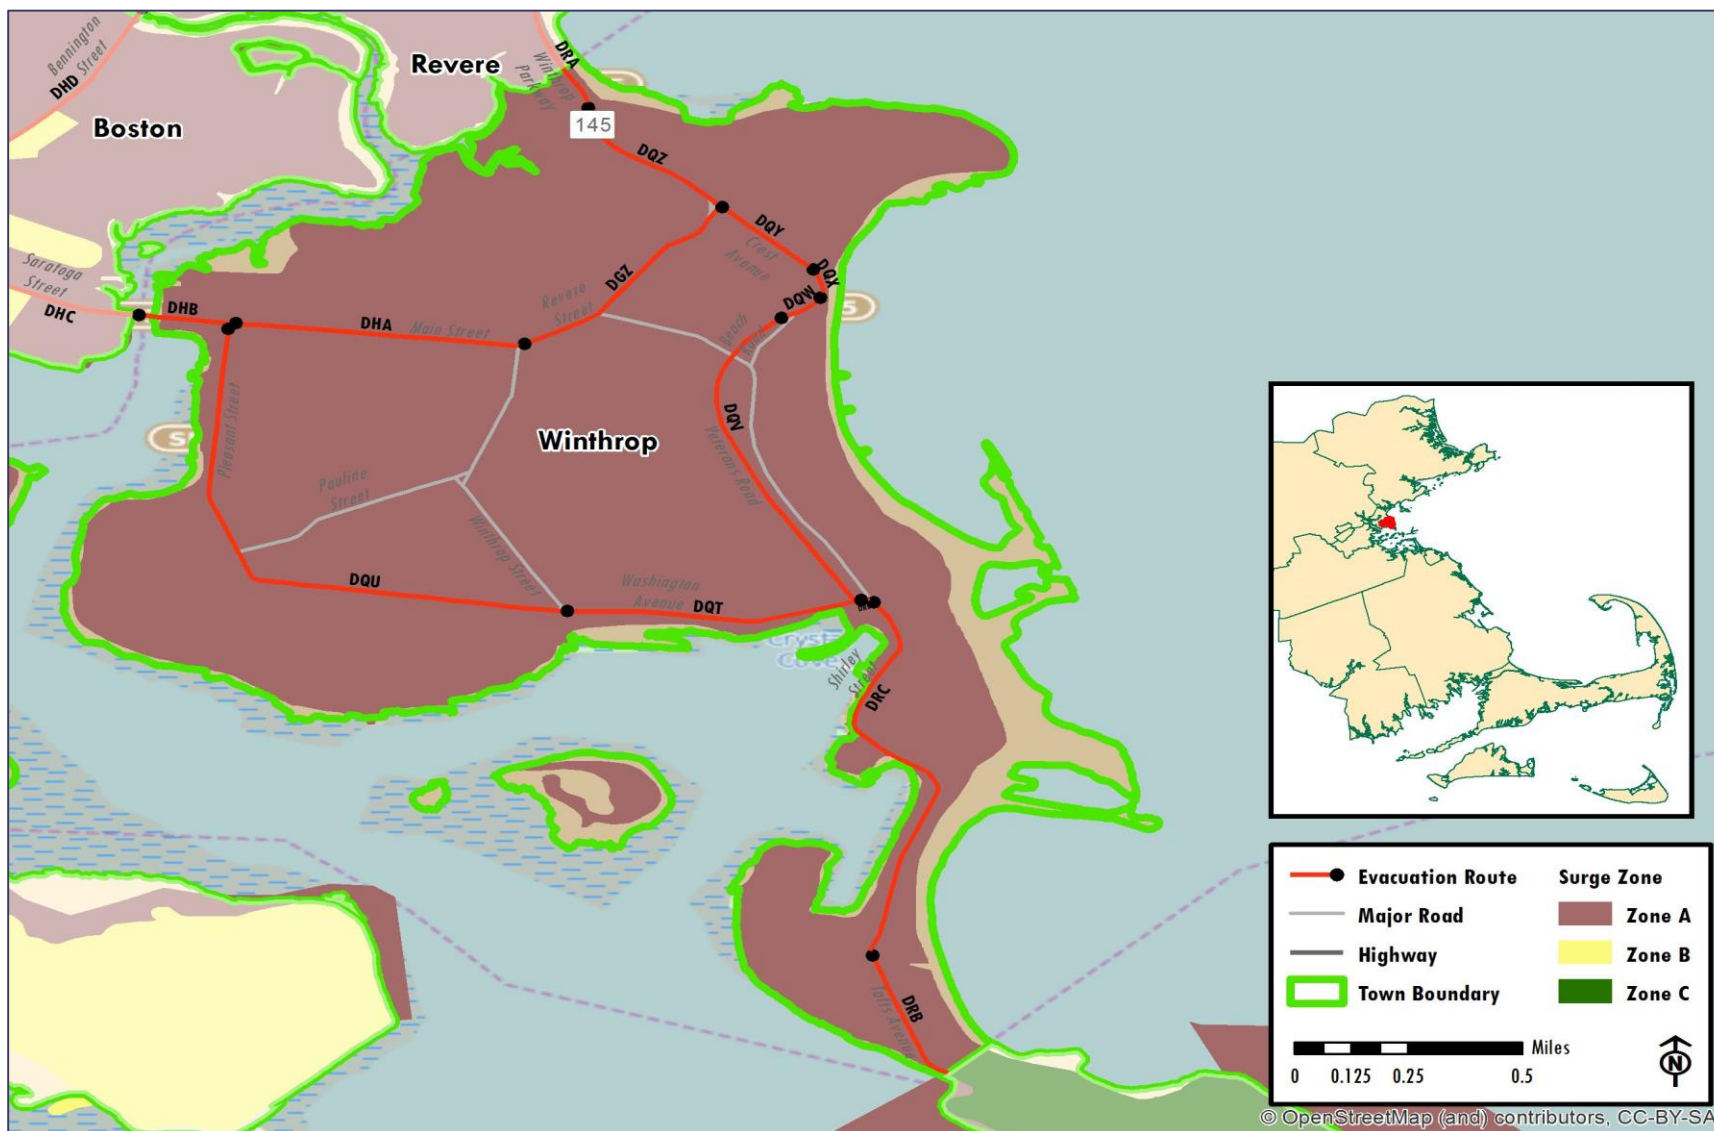 Bennington
Street
DHD
Revere
DRA
Winthrop
Parkway
Boston
145
DQZ
DQY
Crest
Avenue
DQX
DQW
5
Saratoga
Street
DHC
DHB
DHA
Main Street
Revere
Street
DGZ
Beach
Road
DQV
Veterans Road
Winthrop
Pleasant Street
Pauline
Street
Winthrop Street
DQU
Washington
Avenue
DQT
Cove
Shirley
Street
DRC
DRB
Tafts Avenue
Evacuation Route
Major Road
Highway
Town Boundary
Surge Zone
Zone A
Zone B
Zone C
Miles
0 0.125 0.25 0.5
N
© OpenStreetMap (and) contributors, CC-BY-SA